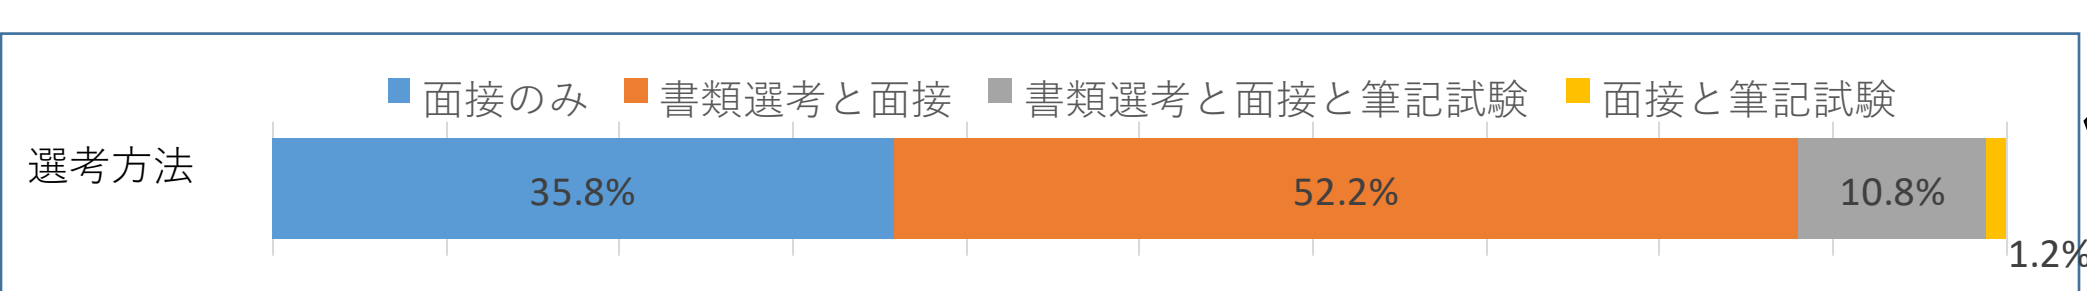 面接のみ 書類選考と面接 書類選考と面接と筆記試験 面接と筆記試験
選考方法
35.8% 52.2% 10.8%
1.2%